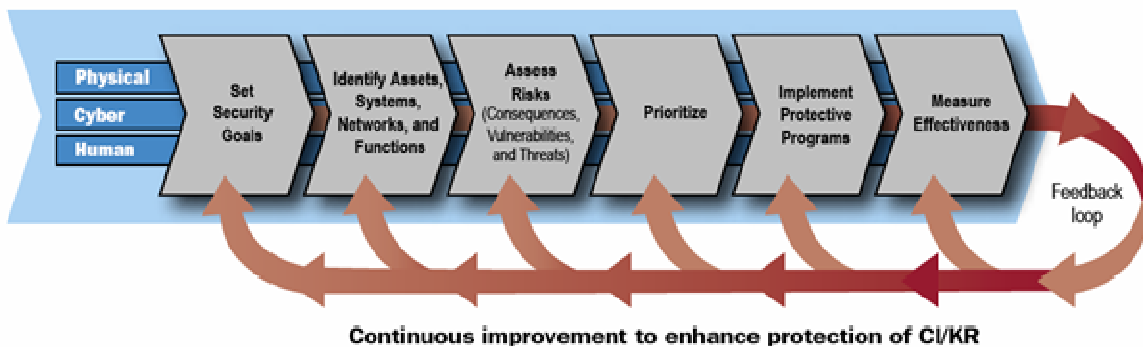 Physical
Cyber
Human
Set
Security
Goals
Identify Assets,
Systems,
Networks, and
Functions
Assess
Risks
(Consequences,
Vulnerabilities,
and Threats)
Prioritize
Implement
Protective
Programs
Measure
Effectiveness
Feedback
loop
Continuous improvement to enhance protection of CI/KR